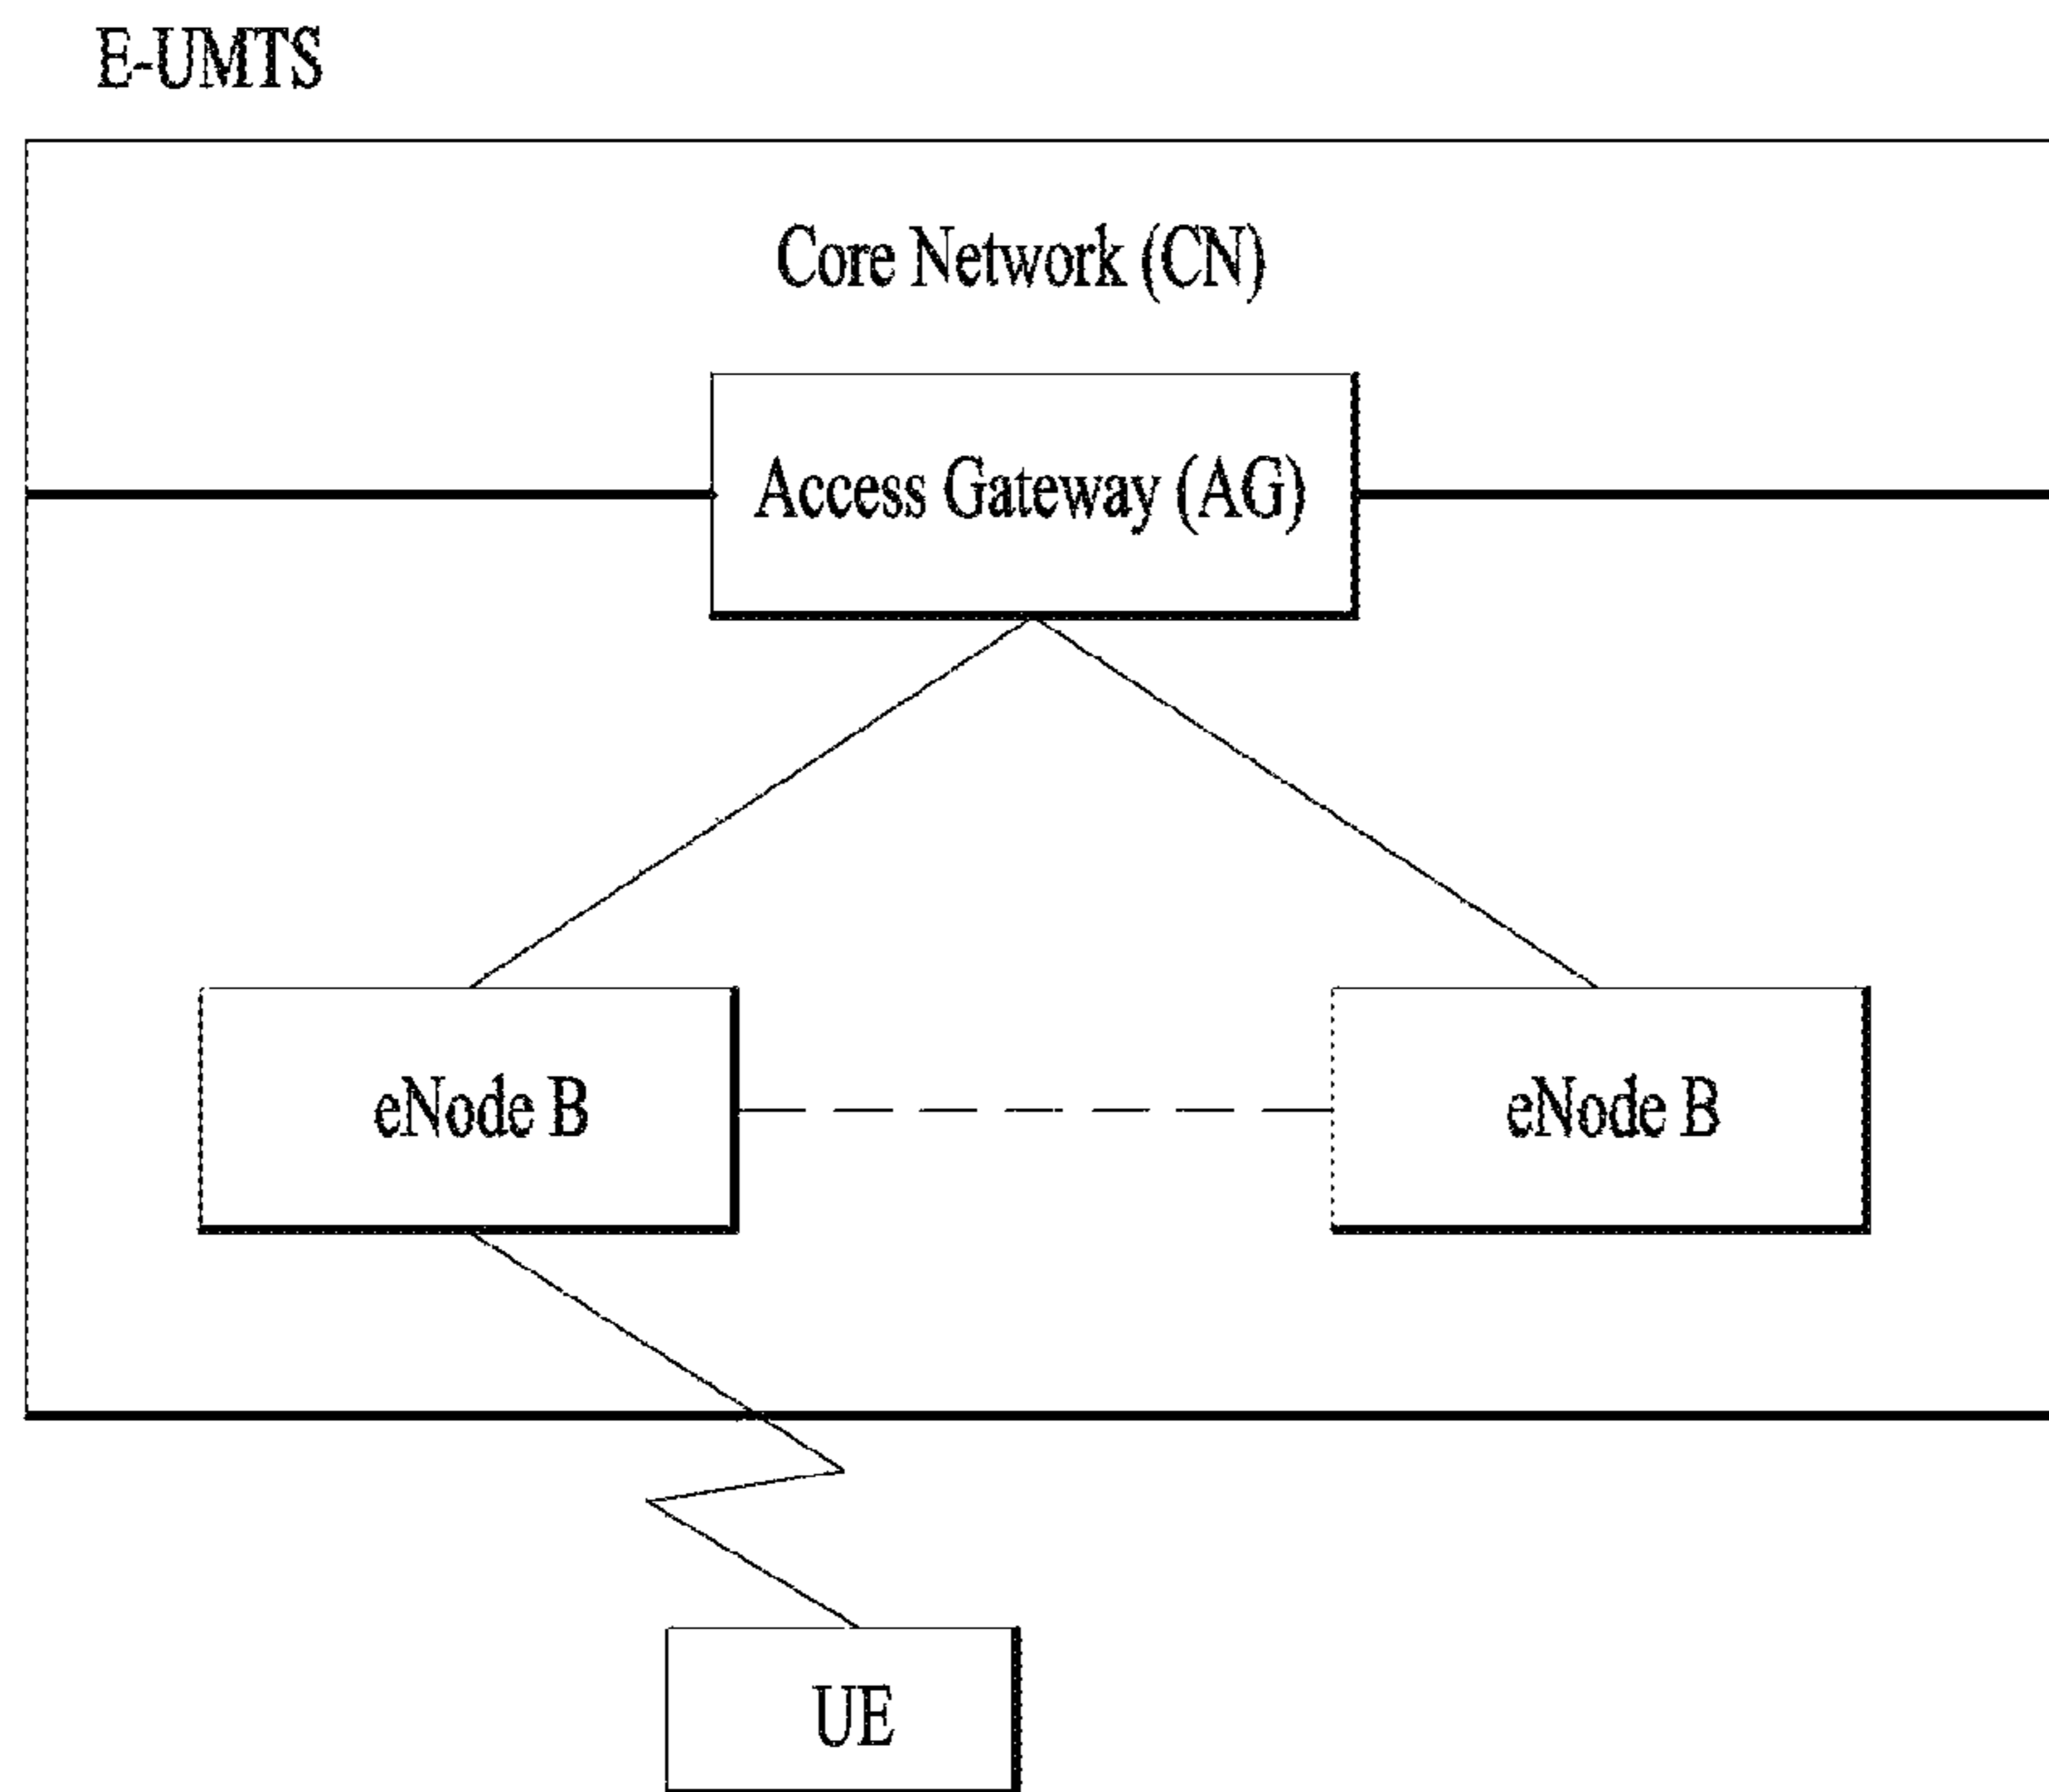 E-UMTS
Core Network (CN)
Access Gateway (AG)
eNode B
eNode B
UE